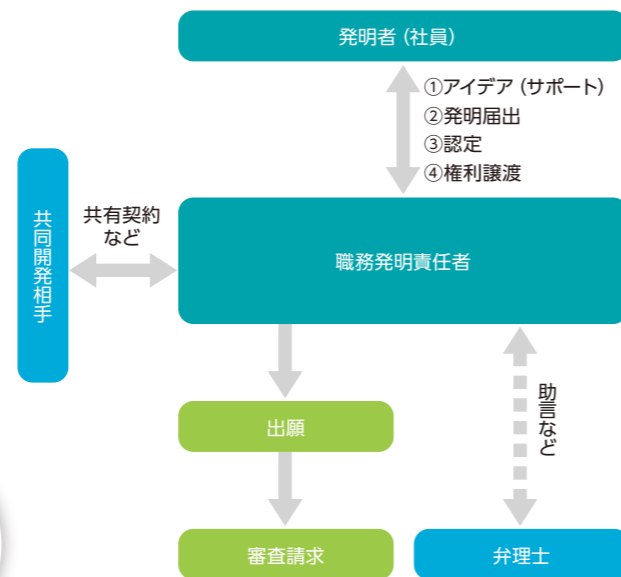 発明者（社員）
①アイデア（サポート）
②発明届出
③認定
④権利譲渡
共同開発相手
共有契約
など
職務発明責任者
出願
助言など
審査請求
弁理士